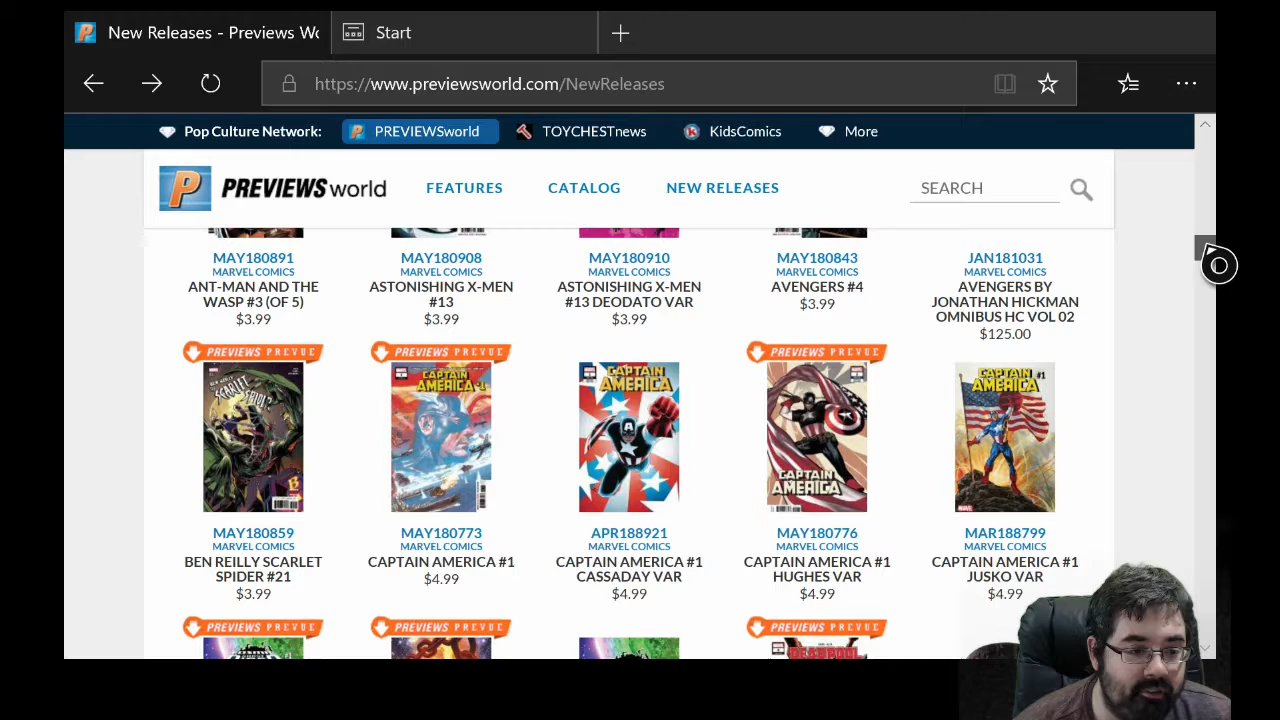 New Releases - Previews Wo
Start
https://www.previewsworld.com/NewReleases
Pop Culture Network:
PREVIEWSworld
TOYCHESTnews
KidsComics
More
P PREVIEWSworld
FEATURES
CATALOG
NEW RELEASES
SEARCH
MAY180891
MARVEL COMICS
ANT-MAN AND THE
WASP #3 (OF 5)
$3.99
MAY180908
MARVEL COMICS
ASTONISHING X-MEN
#13
$3.99
MAY180910
MARVEL COMICS
ASTONISHING X-MEN
#13 DEODATO VAR
$3.99
MAY180843
MARVEL COMICS
AVENGERS #4
$3.99
JAN181031
MARVEL COMICS
AVENGERS BY
JONATHAN HICKMAN
OMNIBUS HC VOL 02
$125.00
PREVIEWS PREVUE
SCARLET
SPIDER
MAY180859
MARVEL COMICS
BEN REILLY SCARLET
SPIDER #21
$3.99
PREVIEWS PREVUE
CAPTAIN
AMERICA #1
MAY180773
MARVEL COMICS
CAPTAIN AMERICA #1
$4.99
CAPTAIN
AMERICA
APR188921
MARVEL COMICS
CAPTAIN AMERICA #1
CASSADAY VAR
$4.99
PREVIEWS PREVUE
CAPTAIN
AMERICA
MAY180776
MARVEL COMICS
CAPTAIN AMERICA #1
HUGHES VAR
$4.99
CAPTAIN #1
AMERICA
MAR188799
MARVEL COMICS
CAPTAIN AMERICA #1
JUSKO VAR
$4.99
PREVIEWS PREVUE
PREVIEWS PREVUE
PREVIEWS PREVUE
DEADPOOL